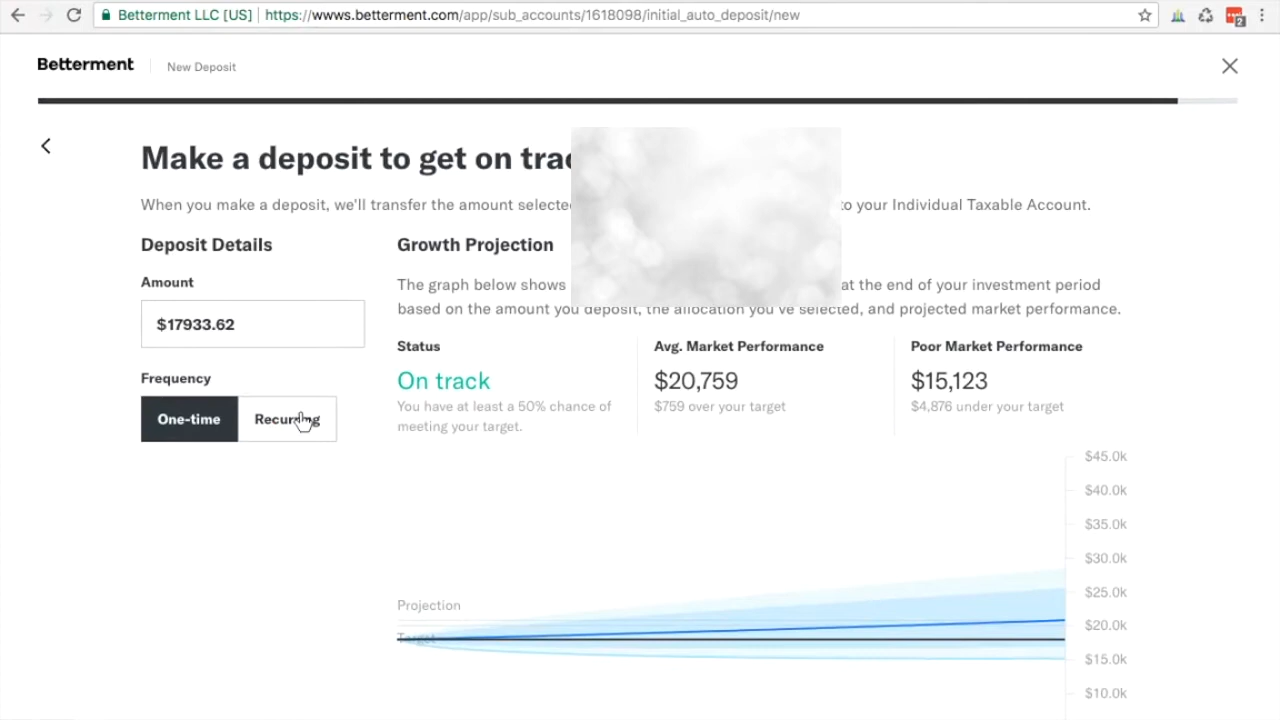 Betterment LLC [US] https://wwws.betterment.com/app/sub_accounts/1618098/initial_auto_deposit/new
2
Betterment New Deposit
Make a deposit to get on
When you make a deposit, we'll transfer the amount to your Individual Taxable Account.
Deposit Details
Amount
$17933.62
Frequency
One-time Recurring
Growth Projection
The graph below shows at the end of your investment period
based on the amount you deposit, the allocation you've selected, and projected market performance.
Status
On track
You have at least a 50% chance of
meeting your target.
Avg. Market Performance
$20,759
$759 over your target
Poor Market Performance
$15,123
$4,876 under your target
$45.0k
$40.0k
$35.0k
$30.0k
$25.0k
$20.0k
$15.0k
$10.0k
Projection
Target